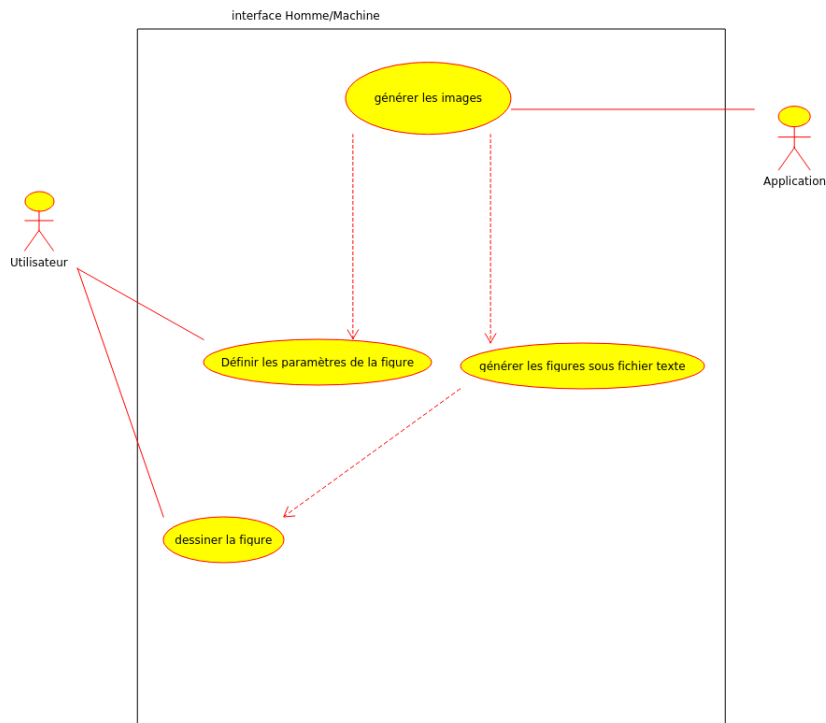 interface Homme/Machine
générer les images
Application
Utilisateur
Définir les paramètres de la figure
générer les figures sous fichier texte
dessiner la figure